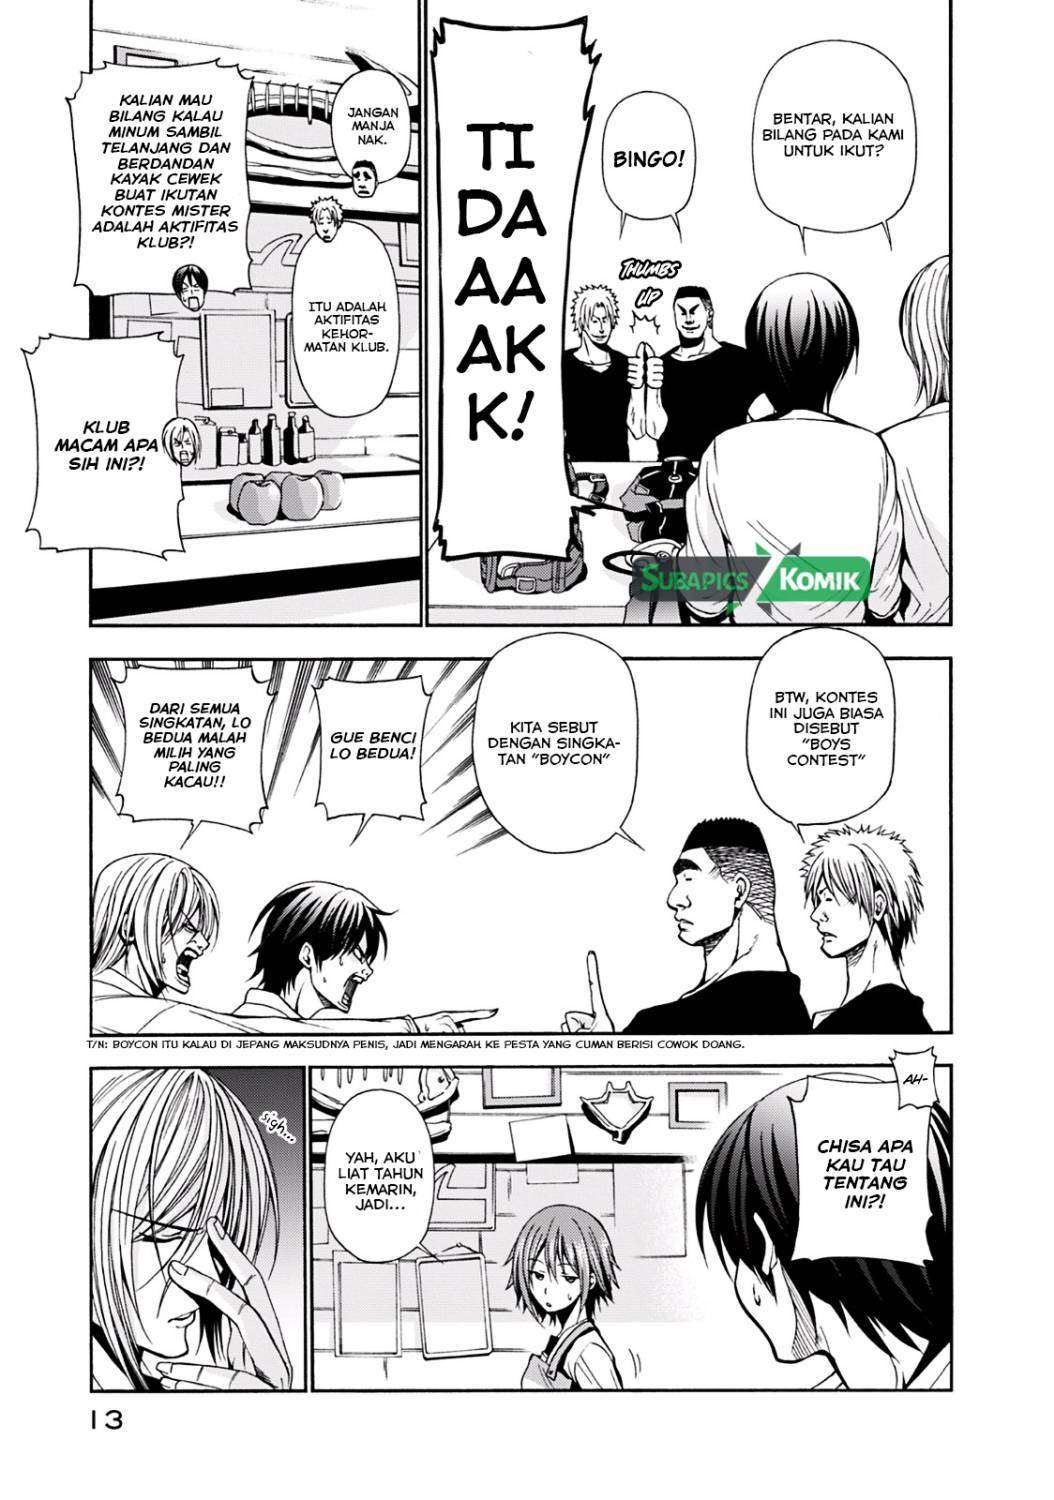 BENTAR, KALIAN
BILANG PADA KAMI
UNTUK IKUT?
BINGO!
THUMBS
UP
TI
DA
AA
AK
K!
JANGAN
MANJA
NAK.
KALIAN MAU
BILANG KALAU
MINUM SAMBIL
TELANJANG DAN
BERDANDAN
KAYAK CEWEK
BUAT IKUTAN
KONTES MISTER
ADALAH AKTIFITAS
KLUB?!
ITU ADALAH
AKTIFITAS
KEHOR-
MATAN KLUB.
KLUB
MACAM APA
SIH INI?!
SUBAPICS KOMIK
BTW, KONTES
INI JUGA BIASA
DISEBUT
"BOYS
CONTEST"
KITA SEBUT
DENGAN SINGKA-
TAN "BOYCON"
GUE BENCI
LO BEDUA!
DARI SEMUA
SINGKATAN, LO
BEDUA MALAH
MILIH YANG
PALING
KACAU!!
T/N: BOYCON ITU KALAU DI JEPANG MAKSUDNYA PENIS, JADI MENGARAH KE PESTA YANG CUMAN BERISI COWOK DOANG.
AH-
CHISA APA
KAU TAU
TENTANG
INI?!
YAH, AKU
LIAT TAHUN
KEMARIN,
JADI...
sigh...
13